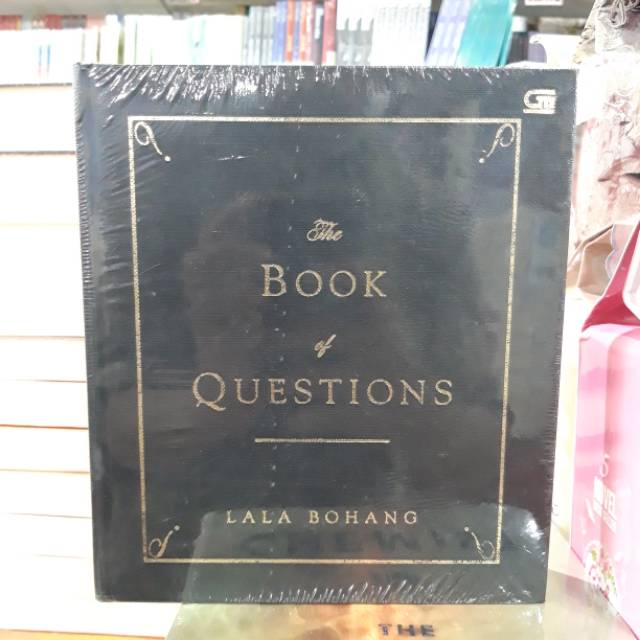 The
BOOK
of
QUESTIONS
LALA BOHANG
THE